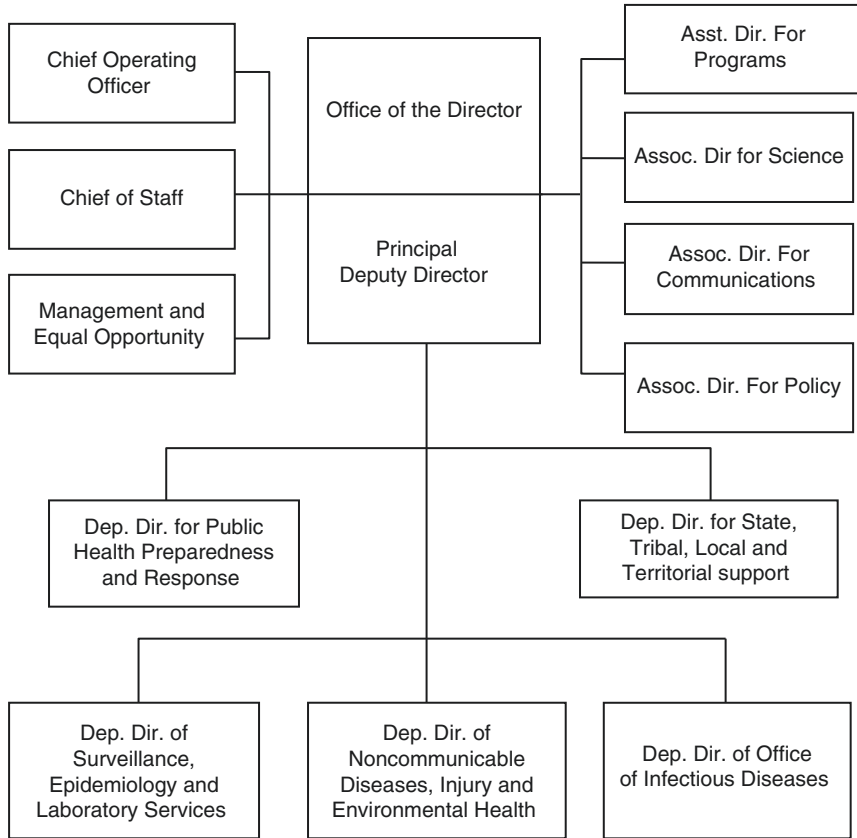 Chief Operating
Officer
Chief of Staff
Management and
Equal Opportunity
Office of the Director
Principal
Deputy Director
Asst. Dir. For
Programs
Assoc. Dir for Science
Assoc. Dir. For
Communications
Assoc. Dir. For Policy
Dep. Dir. for Public
Health Preparedness
and Response
Dep. Dir. for State,
Tribal, Local and
Territorial support
Dep. Dir. of
Surveillance,
Epidemiology and
Laboratory Services
Dep. Dir. of
Noncommunicable
Diseases, Injury and
Environmental Health
Dep. Dir. of Office
of Infectious Diseases